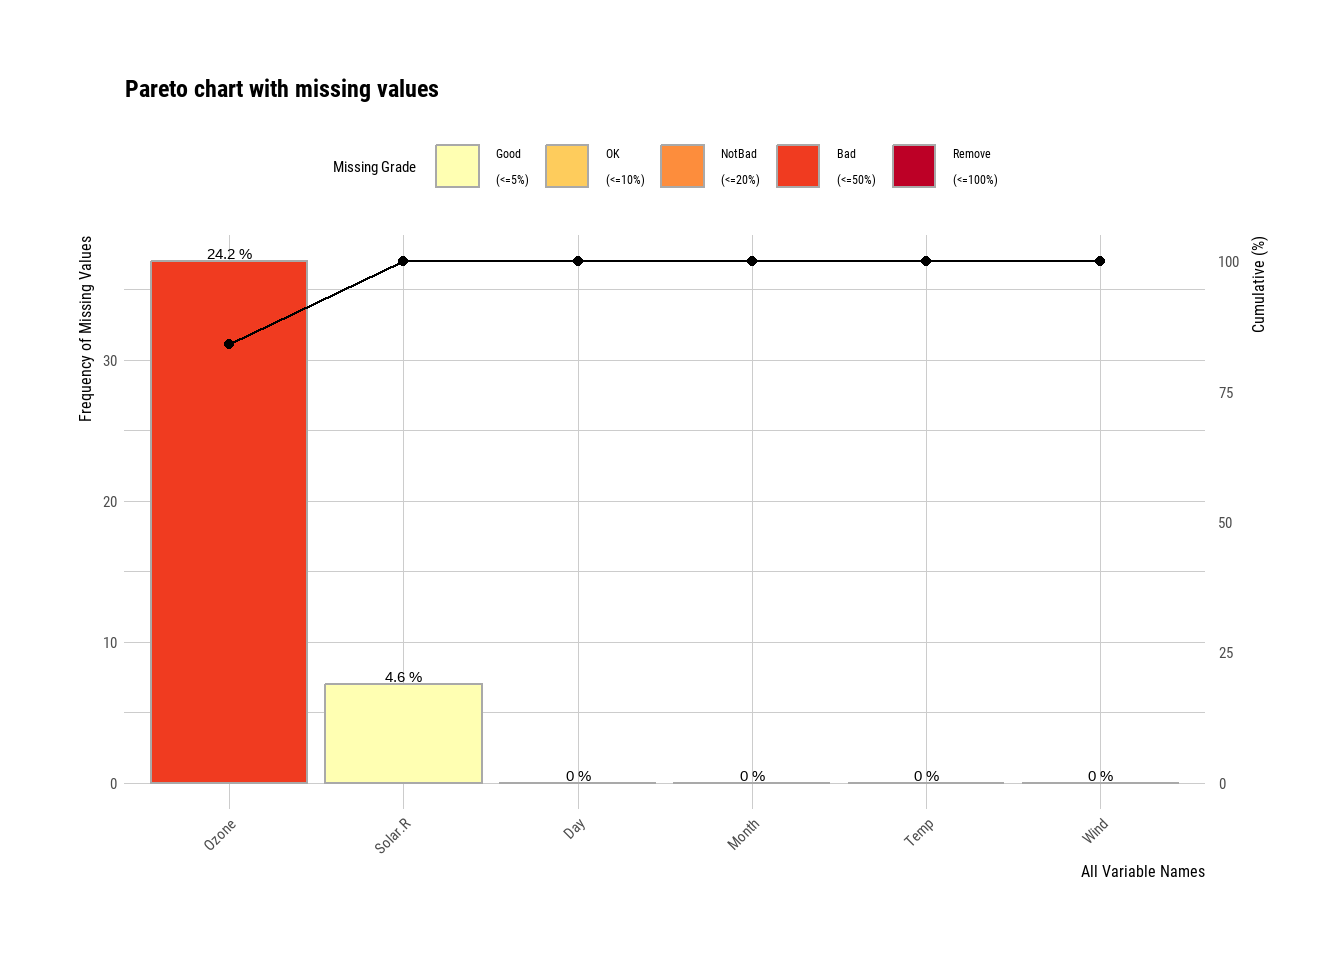 Pareto chart with missing values
Missing Grade
Good
(<=5%)
OK
(<=10%)
NotBad
(<=20%)
Bad
(<=50%)
Remove
(<=100%)
Frequency of Missing Values
Cumulative (%)
24.2 %
4.6 %
0 %
0 %
0 %
0 %
30
20
10
0
100
75
50
25
0
Ozone
Solar.R
Day
Month
Temp
Wind
All Variable Names